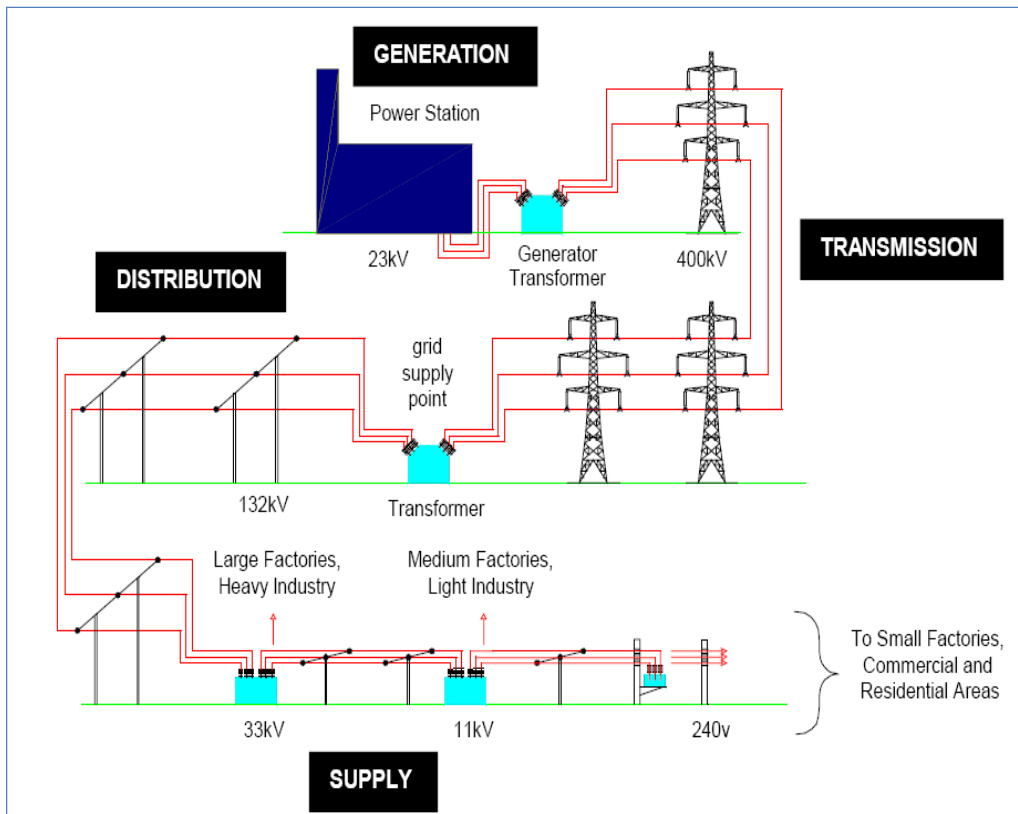 GENERATION
Power Station
23kV
Generator
Transformer
400kV
TRANSMISSION
DISTRIBUTION
grid
supply
point
132kV
Transformer
Large Factories,
Heavy Industry
Medium Factories,
Light Industry
To Small Factories,
Commercial and
Residential Areas
33kV
11kV
240v
SUPPLY